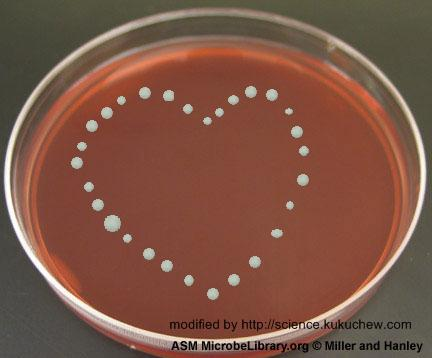 modified by http://science.kukuchew.com
ASM MicrobeLibrary.org © Miller and Hanley